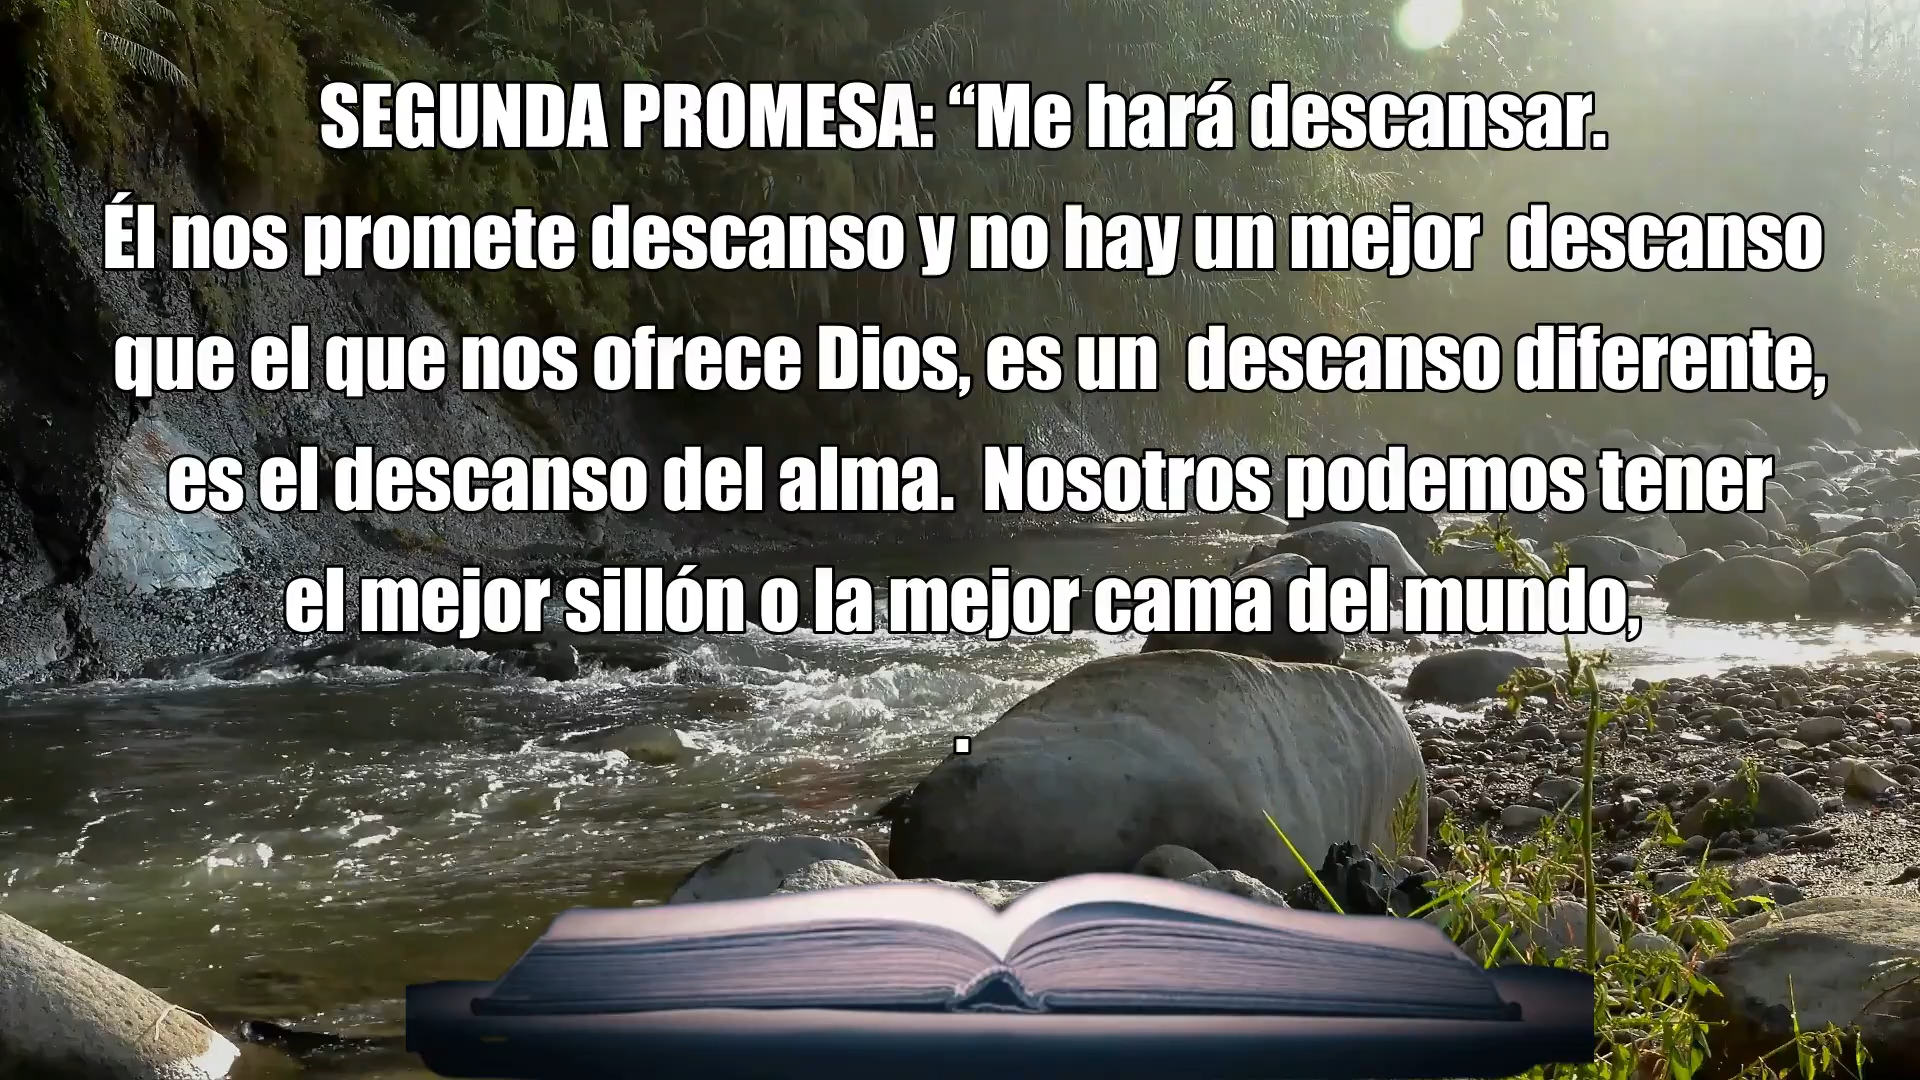 SEGUNDA PROMESA: “Me hará descansar.
Él nos promete descanso y no hay un mejor  descanso
que el que nos ofrece Dios, es un  descanso diferente,
es el descanso del alma.  Nosotros podemos tener
el mejor sillón o la mejor cama del mundo,
.